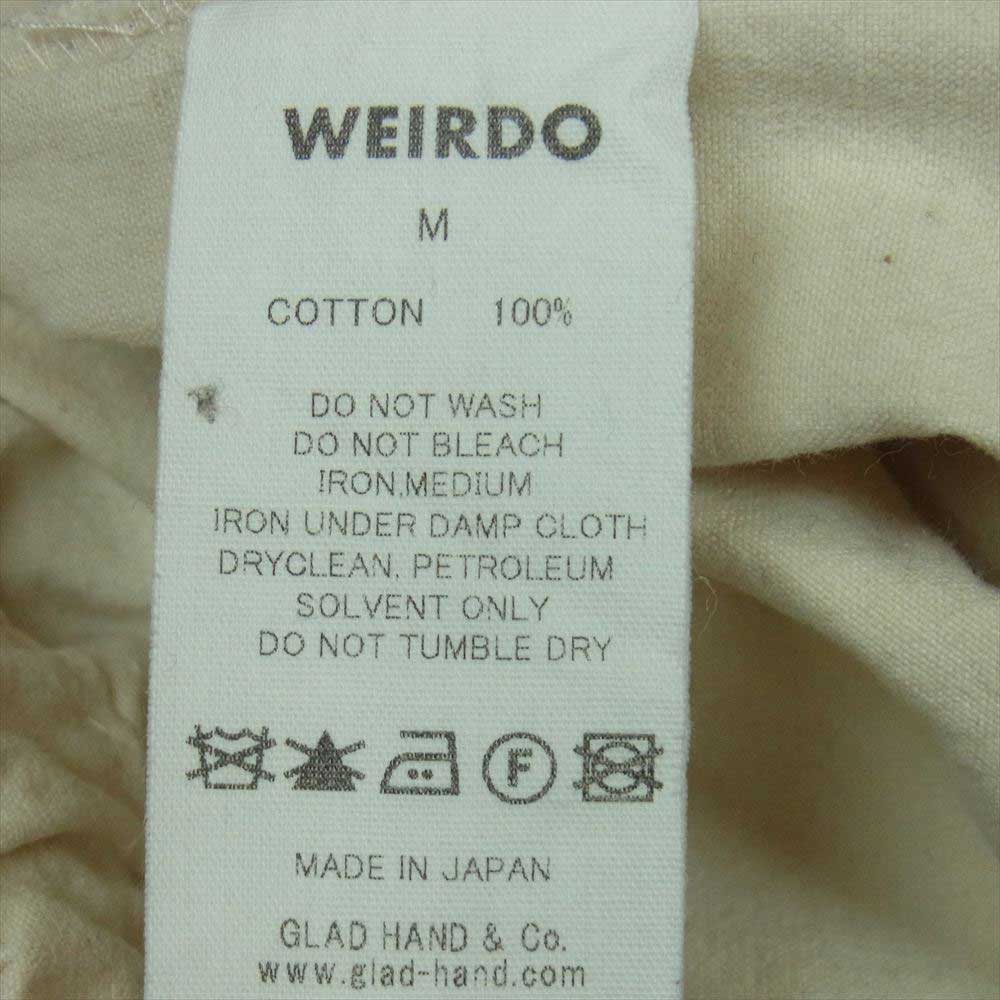 WEIRDO
M
COTTON 100%
DO NOT WASH
DO NOT BLEACH
IRON,MEDIUM
IRON UNDER DAMP CLOTH
DRYCLEAN, PETROLEUM
SOLVENT ONLY
DO NOT TUMBLE DRY
F
MADE IN JAPAN
GLAD HAND & Co.
www.glad-hand.com